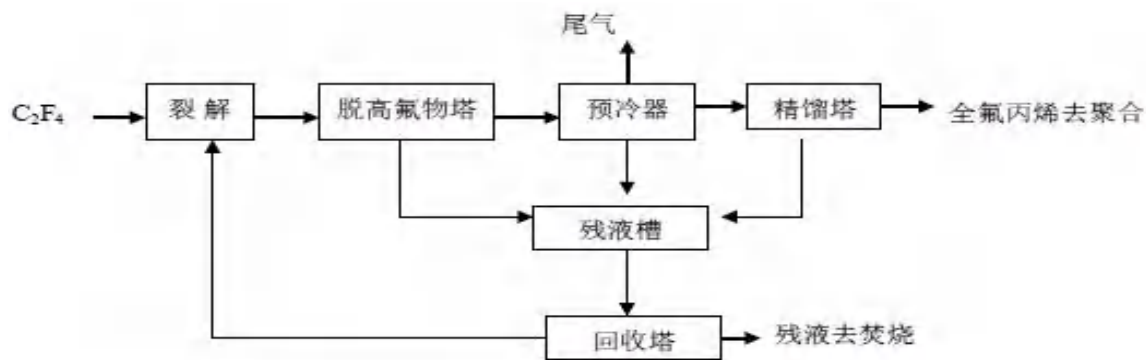 尾气
C₂F₄
裂解
脱高氟物塔
预冷器
精馏塔
全氟丙烯去聚合
残液槽
回收塔
残液去焚烧